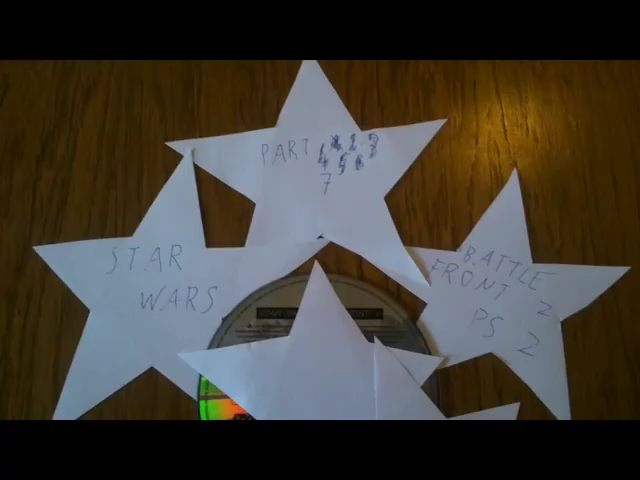 PART 1 2 3
4 5 6
7
STAR
WARS
BATTLE
FRONT 2
PS 2